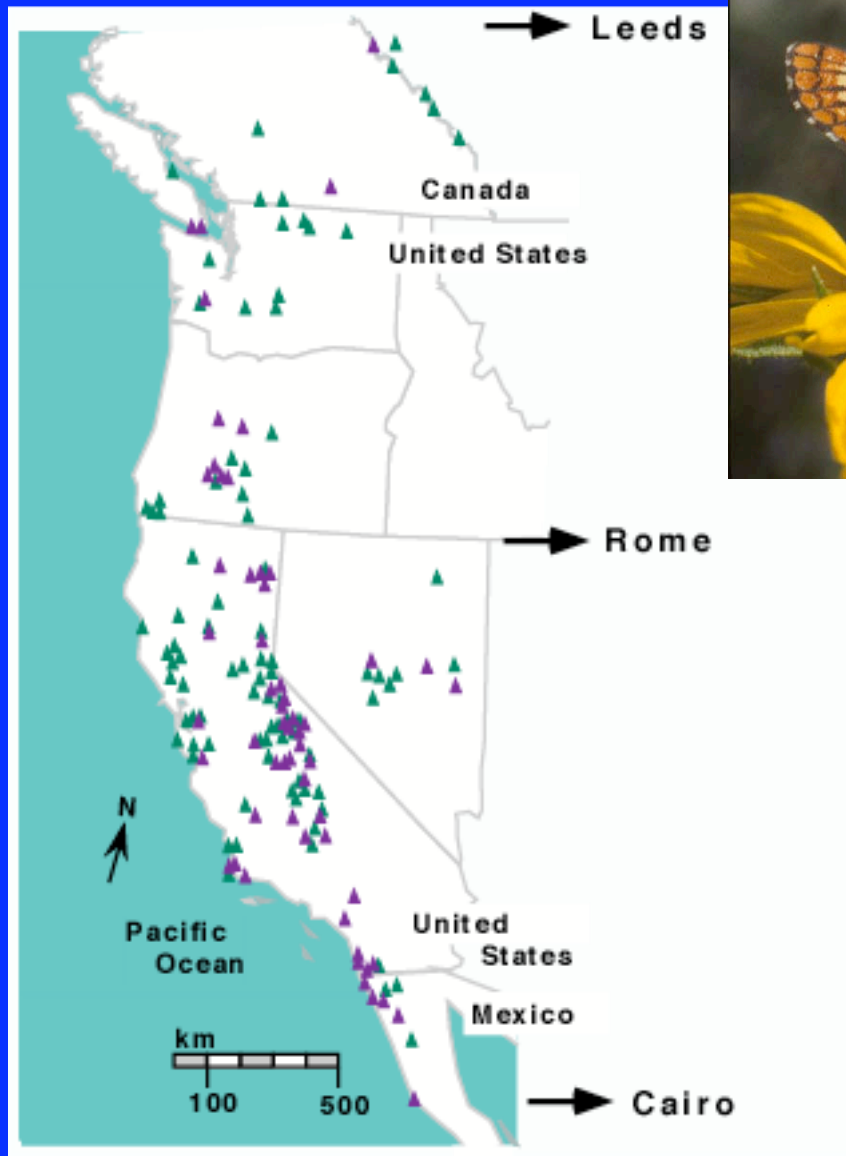 Leeds
Canada
United States
Rome
N
Pacific
Ocean
United
States
Mexico
km
100 500
Cairo